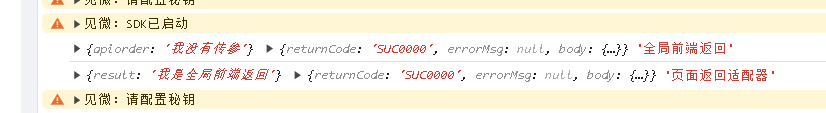 见微: 请配置秘钥
见微: SDK已启动
{apiorder: '我没有传参'} {returnCode: 'SUC0000', errorMsg: null, body: {…}} '全局前端返回'
{result: '我是全局前端返回'} {returnCode: 'SUC0000', errorMsg: null, body: {…}} '页面返回适配器'
见微: 请配置秘钥